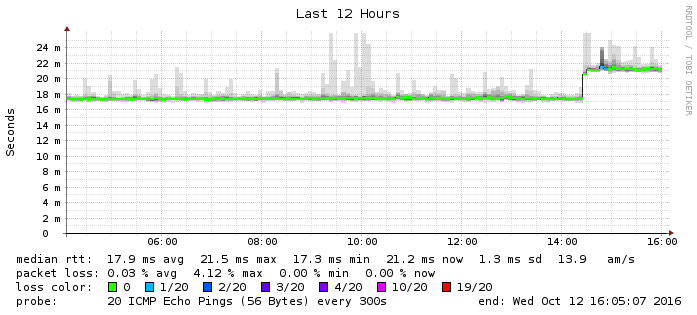 Last 12 Hours
RRDTOOL / TOBI OETIKER
Seconds
24 m
22 m
20 m
18 m
16 m
14 m
12 m
10 m
8 m
6 m
4 m
2 m
0
06:00 08:00 10:00 12:00 14:00 16:00
median rtt: 17.9 ms avg 21.5 ms max 17.3 ms min 21.2 ms now 1.3 ms sd 13.9 am/s
packet loss: 0.03 % avg 4.12 % max 0.00 % min 0.00 % now
loss color: 0 1/20 2/20 3/20 4/20 10/20 19/20
probe: 20 ICMP Echo Pings (56 Bytes) every 300s end: Wed Oct 12 16:05:07 2016